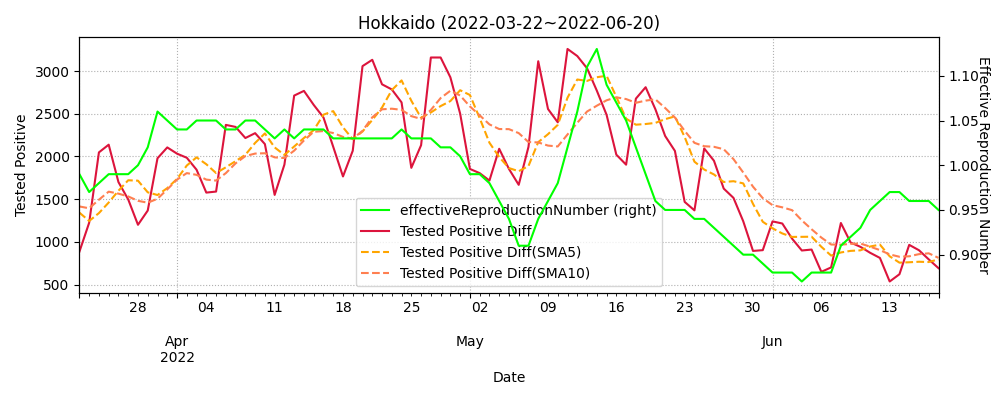 Hokkaido (2022-03-22~2022-06-20)
Tested Positive
3000
2500
2000
1500
1000
500
1.10
1.05
1.00
0.95
0.90
Effective Reproduction Number
effectiveReproductionNumber (right)
Tested Positive Diff
Tested Positive Diff(SMA5)
Tested Positive Diff(SMA10)
28 04 11 18 25 02 09 16 23 30 06 13
Apr May Jun
2022
Date